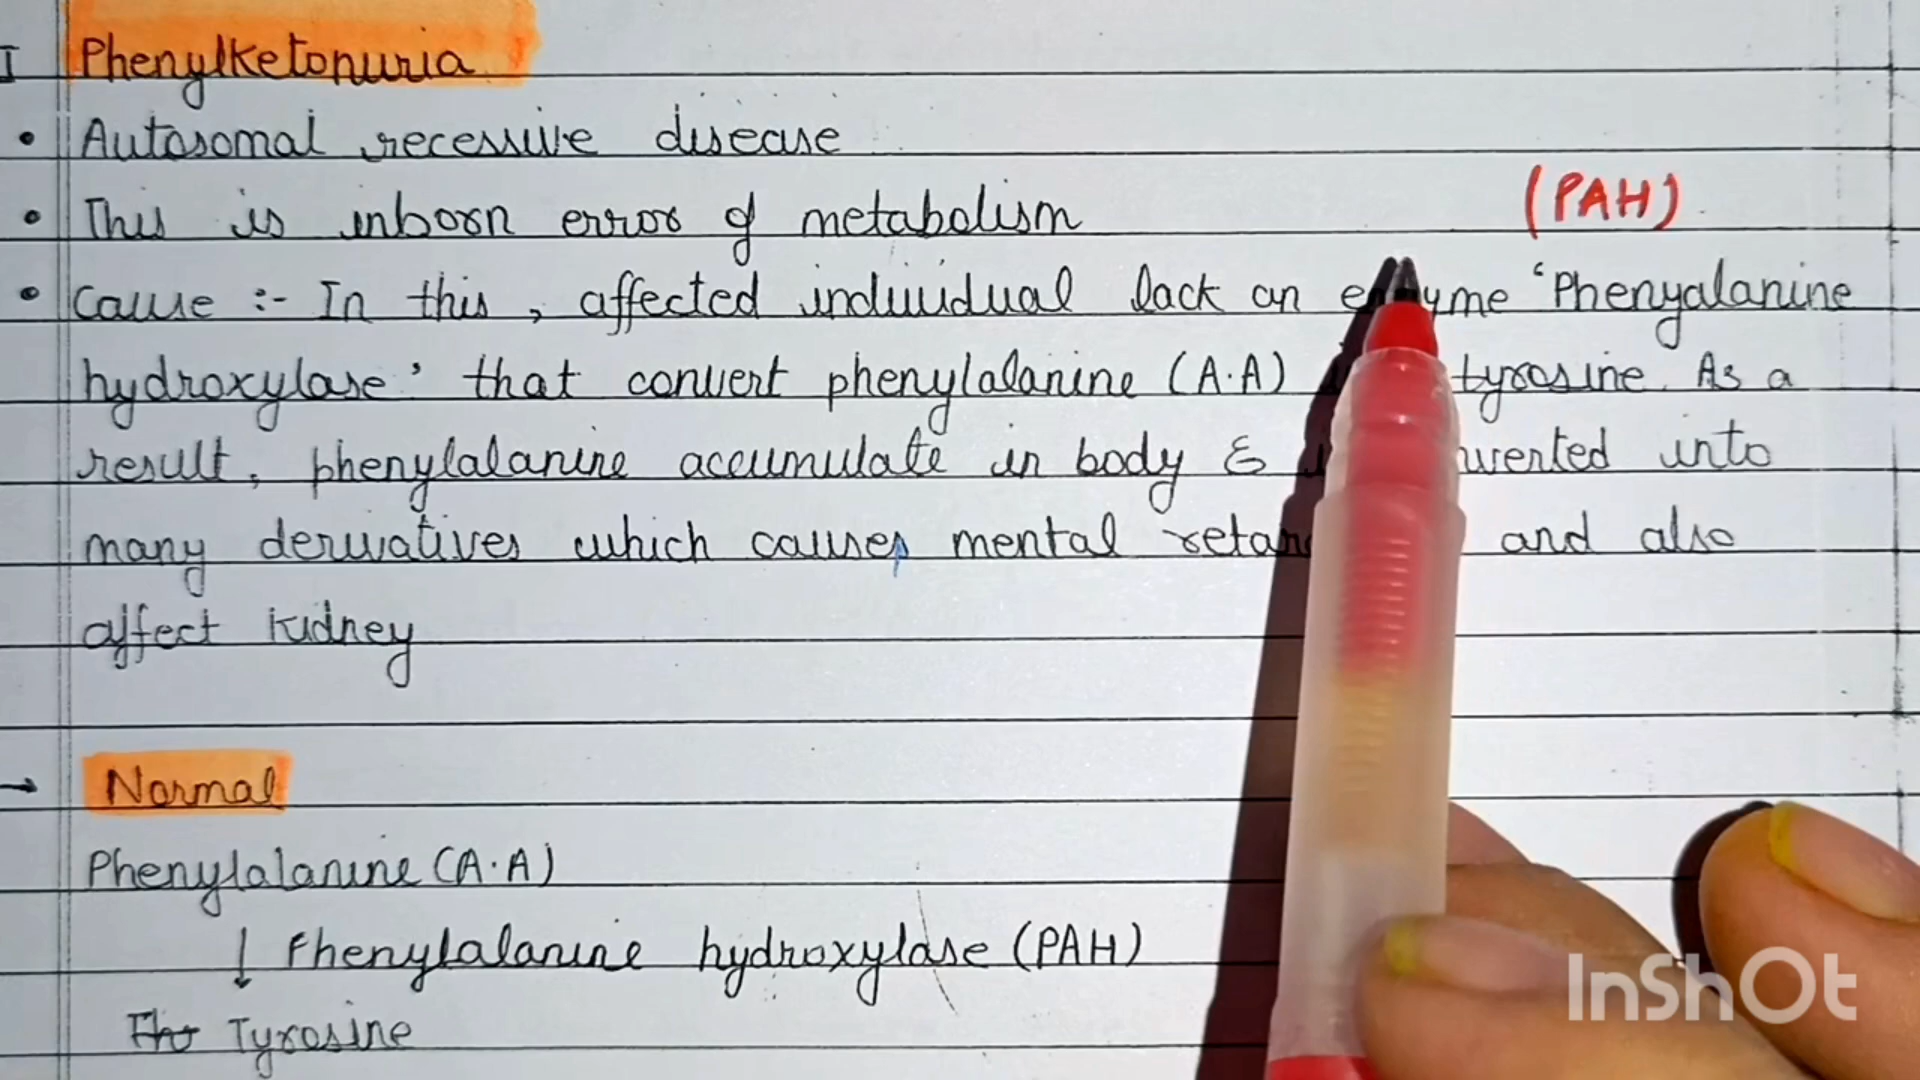 I Phenylketonuria
• Autosomal recessive disease
• This is inborn error of metabolism (PAH)
• Cause :- In this, affected individual lack an enzyme 'Phenyalanine
hydroxylase' that convert phenylalanine (A.A) tyrosine. As a
result, phenylalanine accumulate in body & into
many derivatives which causes mental and also
affect kidney
→ Normal
Phenylalanine (A.A)
↓ Phenylalanine hydroxylase (PAH)
Tyrosine
InShOt